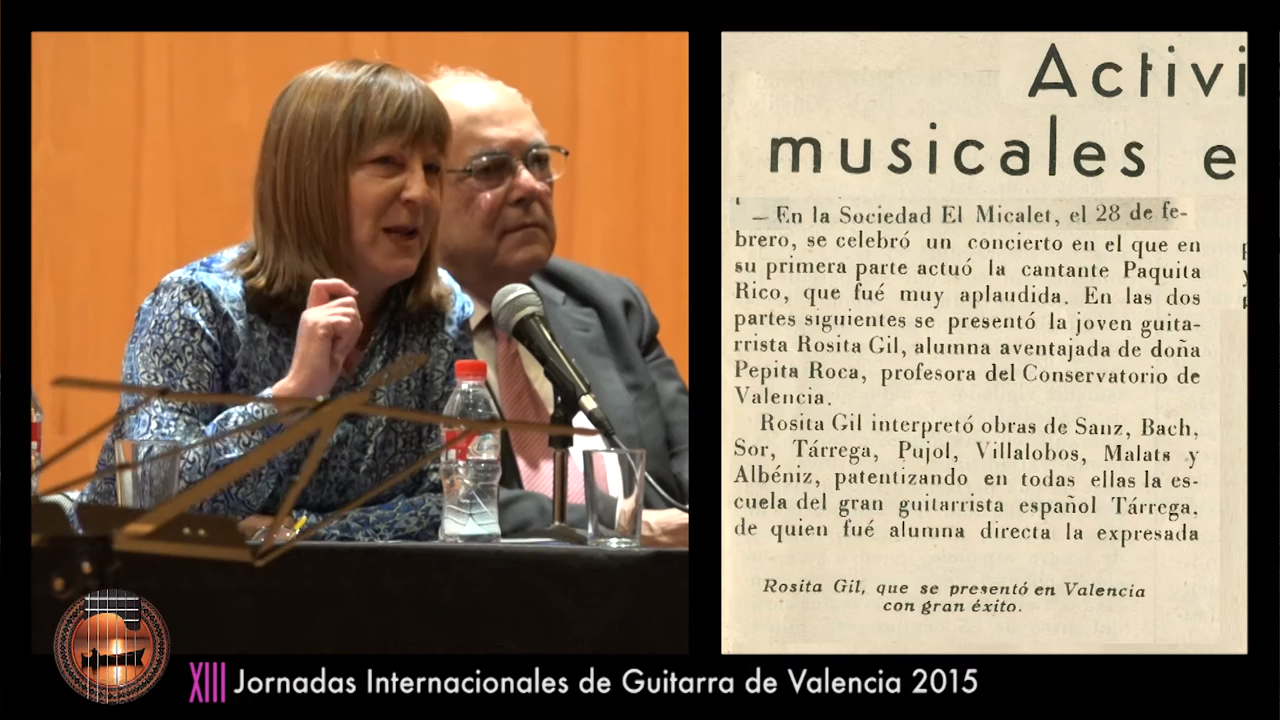 Activi
musicales e
— En la Sociedad El Micalet, el 28 de fe-
brero, se celebró un concierto en el que en
su primera parte actuó la cantante Paquita
Rico, que fué muy aplaudida. En las dos
partes siguientes se presentó la joven guita-
rrista Rosita Gil, alumna aventajada de doña
Pepita Roca, profesora del Conservatorio de
Valencia.
Rosita Gil interpretó obras de Sanz, Bach,
Sor, Tárrega, Pujol, Villalobos, Malats y
Albéniz, patentizando en todas ellas la es-
cuela del gran guitarrista español Tárrega,
de quien fué alumna directa la expresada
Rosita Gil, que se presentó en Valencia
con gran éxito.
XIII Jornadas Internacionales de Guitarra de Valencia 2015